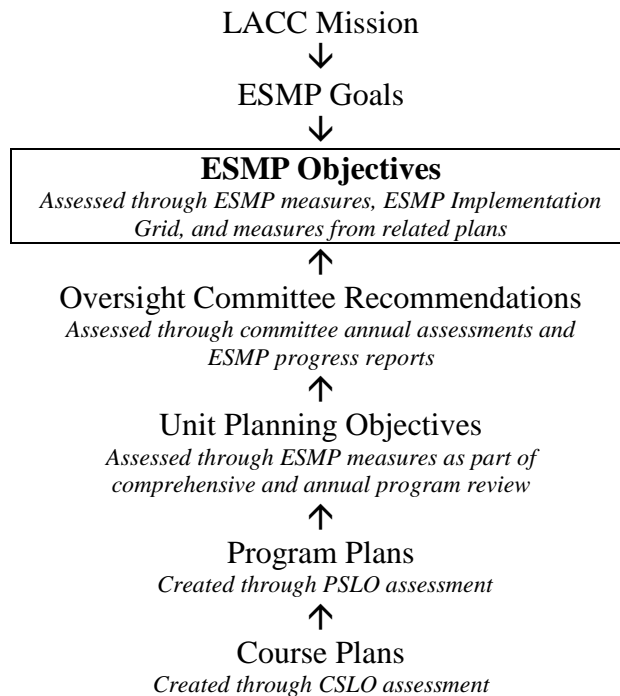 LACC Mission
ESMP Goals
ESMP Objectives
Assessed through ESMP measures, ESMP Implementation
Grid, and measures from related plans
Oversight Committee Recommendations
Assessed through committee annual assessments and
ESMP progress reports
Unit Planning Objectives
Assessed through ESMP measures as part of
comprehensive and annual program review
Program Plans
Created through PSLO assessment
Course Plans
Created through CSLO assessment